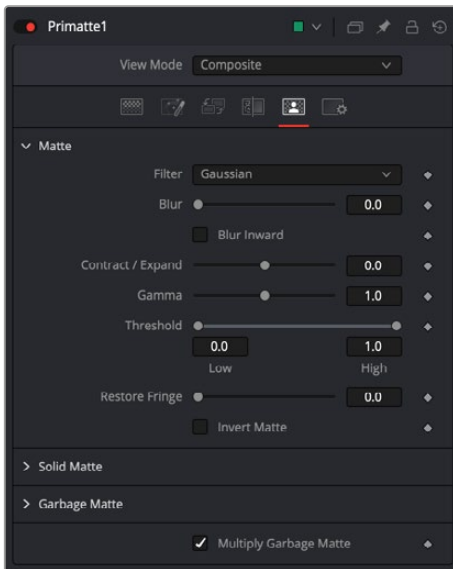 Primatte1
View Mode Composite
Matte
Filter Gaussian
Blur 0.0
Blur Inward
Contract / Expand 0.0
Gamma 1.0
Threshold
0.0 1.0
Low High
Restore Fringe 0.0
Invert Matte
Solid Matte
Garbage Matte
Multiply Garbage Matte